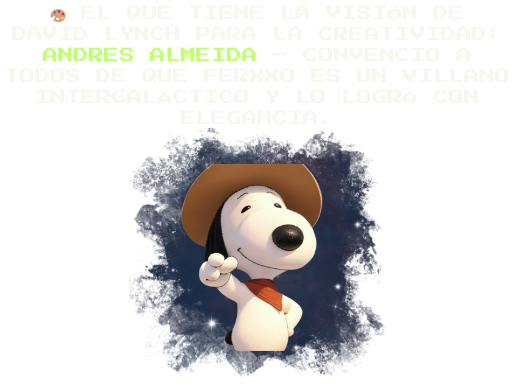 🎨 EL QUE TIENE LA VISIóN DE
DAVID LYNCH PARA LA CREATIVIDAD:
ANDRES ALMEIDA – CONVENCIO A
TODOS DE QUE FERXXO ES UN VILLANO
INTERGALáCTICO Y LO LOGRó CON
ELEGANCIA.